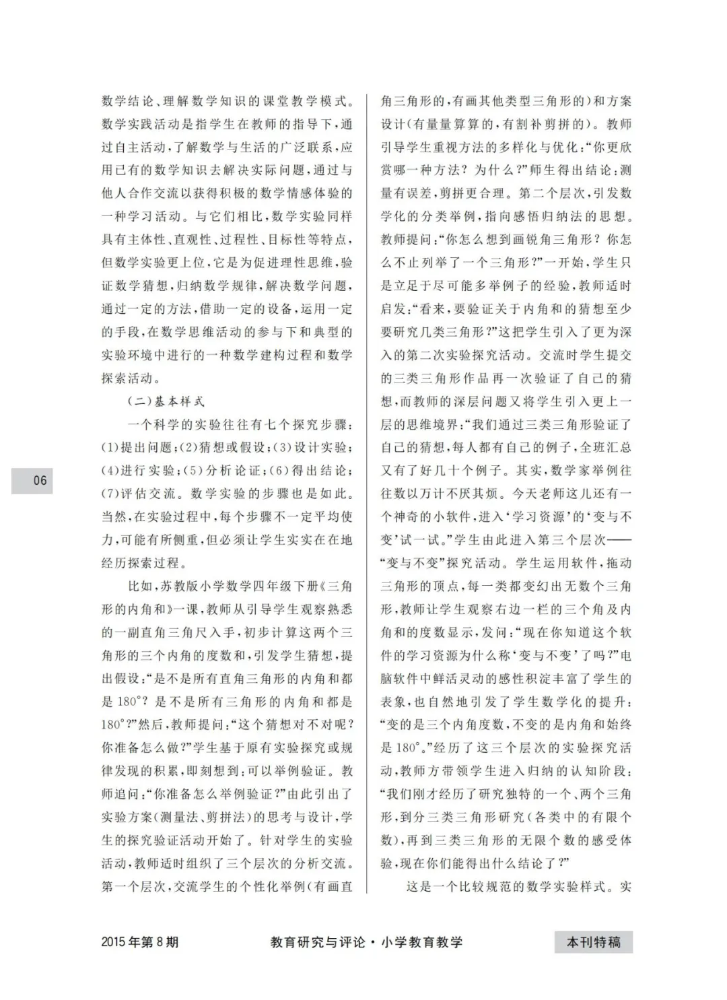 数学结论、理解数学知识的课堂教学模式。
数学实践活动是指学生在教师的指导下,通
过自主活动,了解数学与生活的广泛联系,应
用已有的数学知识去解决实际问题,通过与
他人合作交流以获得积极的数学情感体验的
一种学习活动。与它们相比,数学实验同样
具有主体性、直观性、过程性、目标性等特点,
但数学实验更上位,它是为促进理性思维,验
证数学猜想,归纳数学规律,解决数学问题,
通过一定的方法,借助一定的设备,运用一定
的手段,在数学思维活动的参与下和典型的
实验环境中进行的一种数学建构过程和数学
探索活动。
(二)基本样式
一个科学的实验往往有七个探究步骤:
(1)提出问题;(2)猜想或假设;(3)设计实验;
(4)进行实验;(5)分析论证;(6)得出结论;
(7)评估交流。数学实验的步骤也是如此。
当然,在实验过程中,每个步骤不一定平均使
力,可能有所侧重,但必须让学生实实在在地
经历探索过程。
比如,苏教版小学数学四年级下册《三角
形的内角和》一课,教师从引导学生观察熟悉
的一副直角三角尺入手,初步计算这两个三
角形的三个内角的度数和,引发学生猜想,提
出假设:“是不是所有直角三角形的内角和都
是180°?是不是所有三角形的内角和都是
180°?”然后,教师提问:“这个猜想对不对呢?
你准备怎么做?”学生基于原有实验探究或规
律发现的积累,即刻想到:可以举例验证。教
师追问:“你准备怎么举例验证?”由此引出了
实验方案(测量法、剪拼法)的思考与设计,学
生的探究验证活动开始了。针对学生的实验
活动,教师适时组织了三个层次的分析交流。
第一个层次,交流学生的个性化举例(有画直
角三角形的,有画其他类型三角形的)和方案
设计(有量量算算的,有割补剪拼的)。教师
引导学生重视方法的多样化与优化:“你更欣
赏哪一种方法?为什么?”师生得出结论:测
量有误差,剪拼更合理。第二个层次,引发数
学化的分类举例,指向感悟归纳法的思想。
教师提问:“你怎么想到画锐角三角形?你怎
么不止列举了一个三角形?”一开始,学生只
是立足于尽可能多举例子的经验,教师适时
启发:“看来,要验证关于内角和的猜想至少
要研究几类三角形?”这把学生引入了更为深
入的第二次实验探究活动。交流时学生提交
的三类三角形作品再一次验证了自己的猜
想,而教师的深层问题又将学生引入更上一
层的思维境界:“我们通过三类三角形验证了
自己的猜想,每人都有自己的例子,全班汇总
又有了好几十个例子。其实,数学家举例往
往数以万计不厌其烦。今天老师这儿还有一
个神奇的小软件,进入‘学习资源’的‘变与不
变’试一试。”学生由此进入第三个层次——
“变与不变”探究活动。学生运用软件,拖动
三角形的顶点,每一类都变幻出无数个三角
形,教师让学生观察右边一栏的三个角及内
角和的度数显示,发问:“现在你知道这个软
件的学习资源为什么称‘变与不变’了吗?”电
脑软件中鲜活灵动的感性积淀丰富了学生的
表象,也自然地引发了学生数学化的提升:
“变的是三个内角度数,不变的是内角和始终
是180°。”经历了这三个层次的实验探究活
动,教师方带领学生进入归纳的认知阶段:
“我们刚才经历了研究独特的一个、两个三角
形,到分三类三角形研究(各类中的有限个
数),再到三类三角形的无限个数的感受体
验,现在你们能得出什么结论了?”
这是一个比较规范的数学实验样式。实
06
2015年第8期
教育研究与评论·小学教育教学
本刊特稿